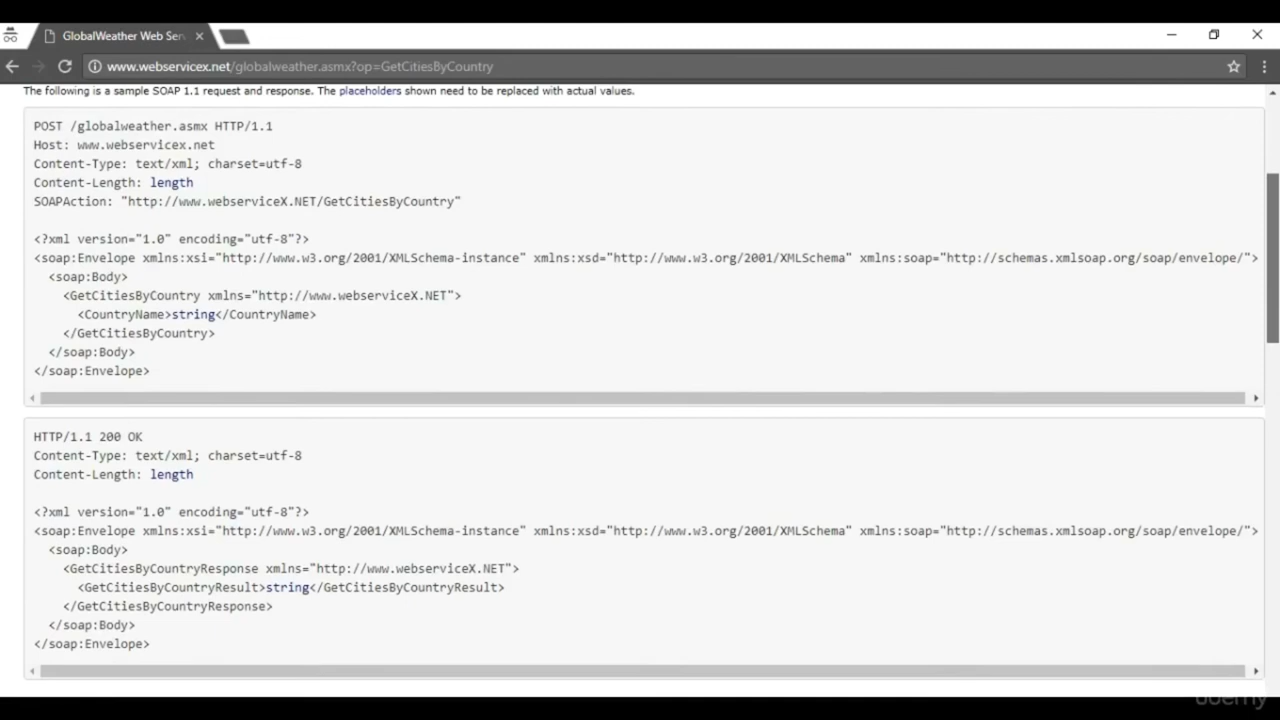 GlobalWeather Web Ser
www.webservicex.net/globalweather.asmx?op=GetCitiesByCountry
The following is a sample SOAP 1.1 request and response. The placeholders shown need to be replaced with actual values.
POST /globalweather.asmx HTTP/1.1
Host: www.webservicex.net
Content-Type: text/xml; charset=utf-8
Content-Length: length
SOAPAction: "http://www.webserviceX.NET/GetCitiesByCountry"
<?xml version="1.0" encoding="utf-8"?>
<soap:Envelope xmlns:xsi="http://www.w3.org/2001/XMLSchema-instance" xmlns:xsd="http://www.w3.org/2001/XMLSchema" xmlns:soap="http://schemas.xmlsoap.org/soap/envelope/">
<soap:Body>
<GetCitiesByCountry xmlns="http://www.webserviceX.NET">
<CountryName>string</CountryName>
</GetCitiesByCountry>
</soap:Body>
</soap:Envelope>
HTTP/1.1 200 OK
Content-Type: text/xml; charset=utf-8
Content-Length: length
<?xml version="1.0" encoding="utf-8"?>
<soap:Envelope xmlns:xsi="http://www.w3.org/2001/XMLSchema-instance" xmlns:xsd="http://www.w3.org/2001/XMLSchema" xmlns:soap="http://schemas.xmlsoap.org/soap/envelope/">
<soap:Body>
<GetCitiesByCountryResponse xmlns="http://www.webserviceX.NET">
<GetCitiesByCountryResult>string</GetCitiesByCountryResult>
</GetCitiesByCountryResponse>
</soap:Body>
</soap:Envelope>
udemy